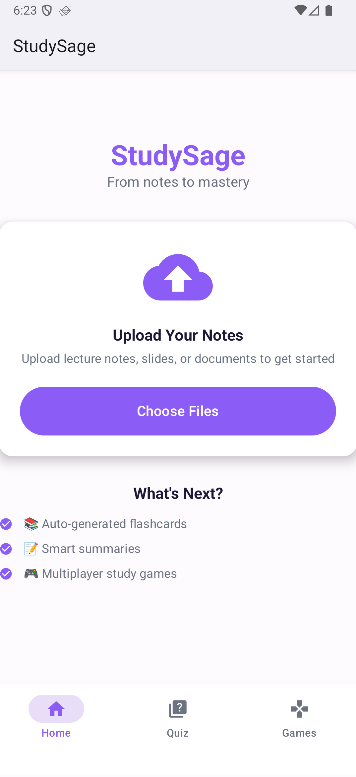 6:23
StudySage
StudySage
From notes to mastery
Upload Your Notes
Upload lecture notes, slides, or documents to get started
Choose Files
What's Next?
📚 Auto-generated flashcards
📝 Smart summaries
🎮 Multiplayer study games
Home
Quiz
Games